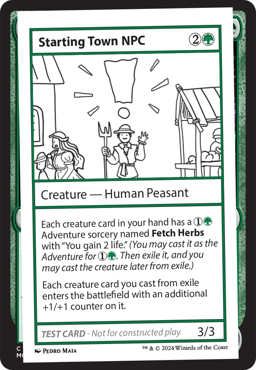 Starting Town NPC 2
Creature — Human Peasant
Each creature card in your hand has a 1
Adventure sorcery named Fetch Herbs
with “You gain 2 life.” (You may cast it as the
Adventure for 1. Then exile it, and you
may cast the creature later from exile.)
Each creature you cast from exile
enters the battlefield with an additional
+1/+1 counter on it.
TEST CARD - Not for constructed play 3/3
Pedro Maia ™ & © 2024 Wizards of the Coast